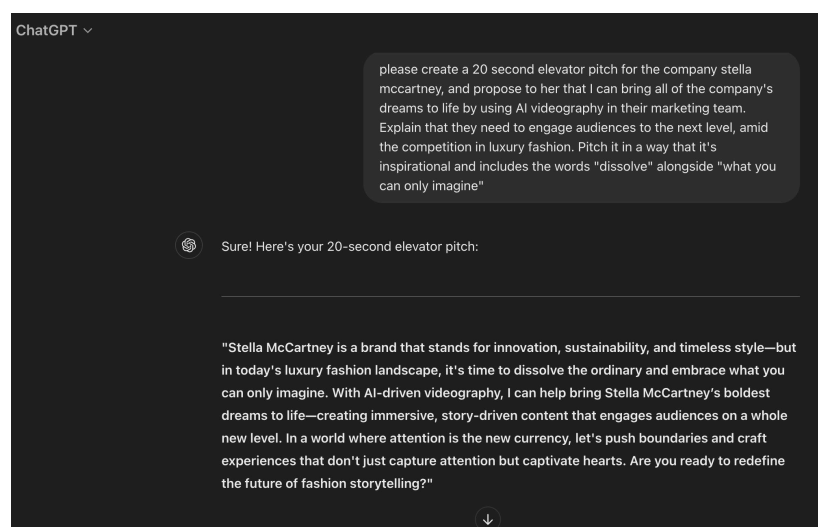 ChatGPT
please create a 20 second elevator pitch for the company stella
mccartney, and propose to her that I can bring all of the company's
dreams to life by using AI videography in their marketing team.
Explain that they need to engage audiences to the next level, amid
the competition in luxury fashion. Pitch it in a way that it's
inspirational and includes the words "dissolve" alongside "what you
can only imagine"
Sure! Here's your 20-second elevator pitch:
"Stella McCartney is a brand that stands for innovation, sustainability, and timeless style—but
in today's luxury fashion landscape, it's time to dissolve the ordinary and embrace what you
can only imagine. With AI-driven videography, I can help bring Stella McCartney's boldest
dreams to life—creating immersive, story-driven content that engages audiences on a whole
new level. In a world where attention is the new currency, let's push boundaries and craft
experiences that don't just capture attention but captivate hearts. Are you ready to redefine
the future of fashion storytelling?"